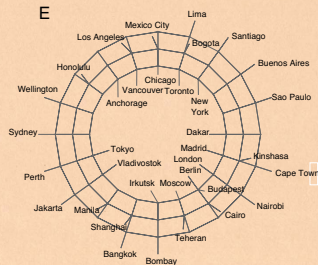 E
Lima
Mexico City
Los Angeles
Bogota
Santiago
Honolulu
Buenos Aires
Chicago
Wellington
Vancouver
Toronto
Anchorage
New
York
Sao Paulo
Sydney
Dakar
Tokyo
Madrid
Kinshasa
Vladivostok
London
Perth
Berlin
Cape Town
Irkutsk
Moscow
Budapest
Jakarta
Manila
Nairobi
Shanghai
Cairo
Teheran
Bangkok
Bombay